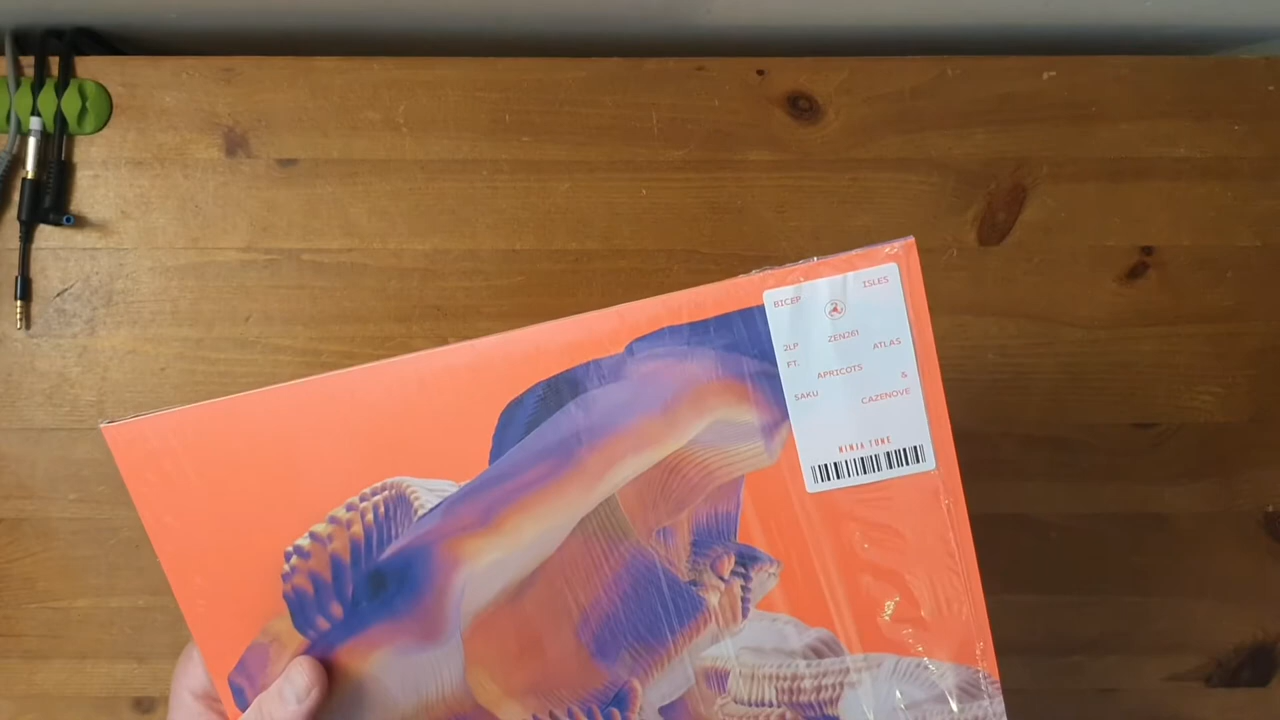 BICEP ISLES
2LP ZEN261
FT. ATLAS
APRICOTS &
SAKU CAZENOVE
NINJA TUNE